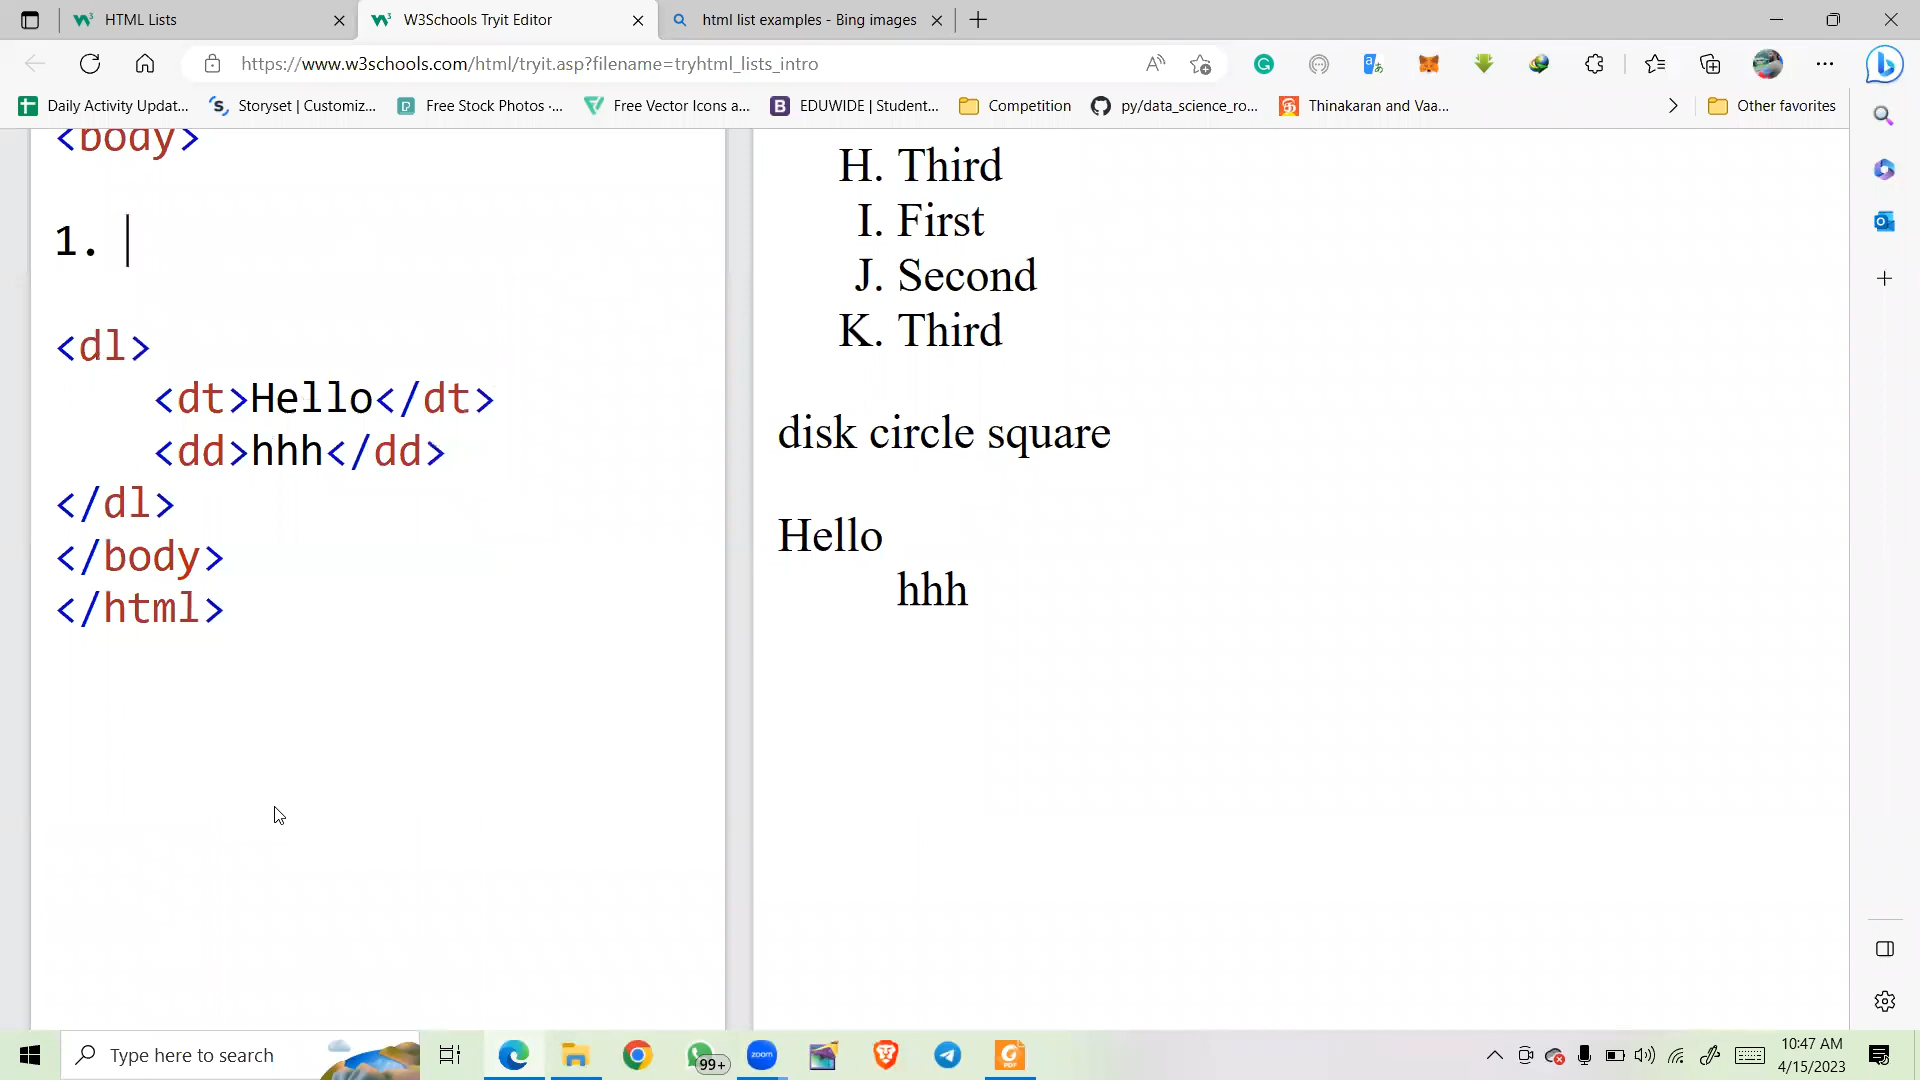 HTML Lists
W3Schools Tryit Editor
html list examples - Bing images
https://www.w3schools.com/html/tryit.asp?filename=tryhtml_lists_intro
Daily Activity Updat...
Storyset | Customiz...
Free Stock Photos ·...
Free Vector Icons a...
EDUWIDE | Student...
Competition
py/data_science_ro...
Thinakaran and Vaa...
Other favorites
<body>
1.
<dl>
<dt>Hello</dt>
<dd>hhh</dd>
</dl>
</body>
</html>
H. Third
I. First
J. Second
K. Third
disk circle square
Hello
hhh
Type here to search
99+
zoom
PDF
10:47 AM
4/15/2023